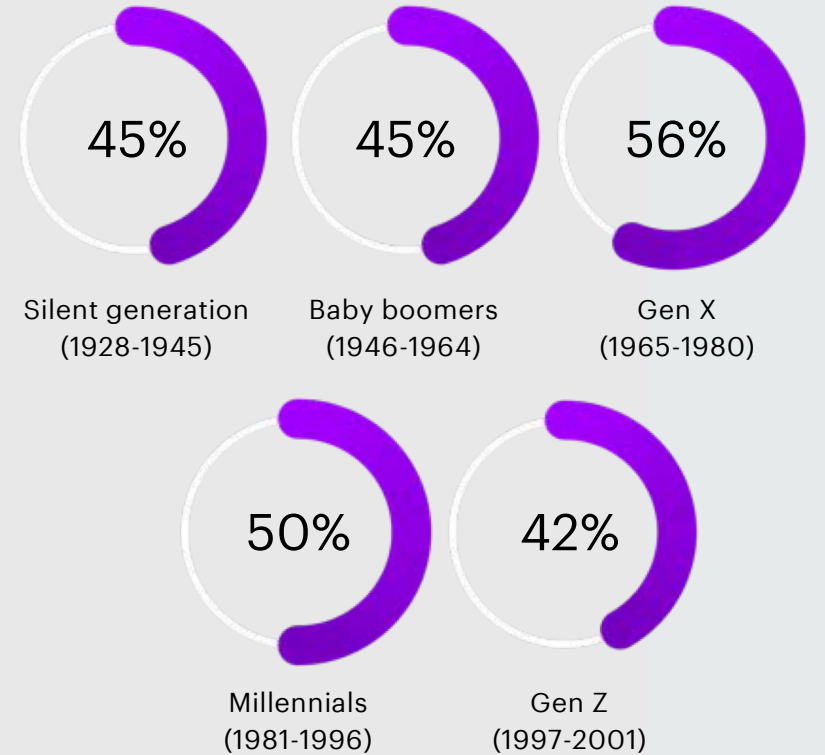 45%
45%
56%
Silent generation
(1928-1945)
Baby boomers
(1946-1964)
Gen X
(1965-1980)
50%
42%
Millennials
(1981-1996)
Gen Z
(1997-2001)